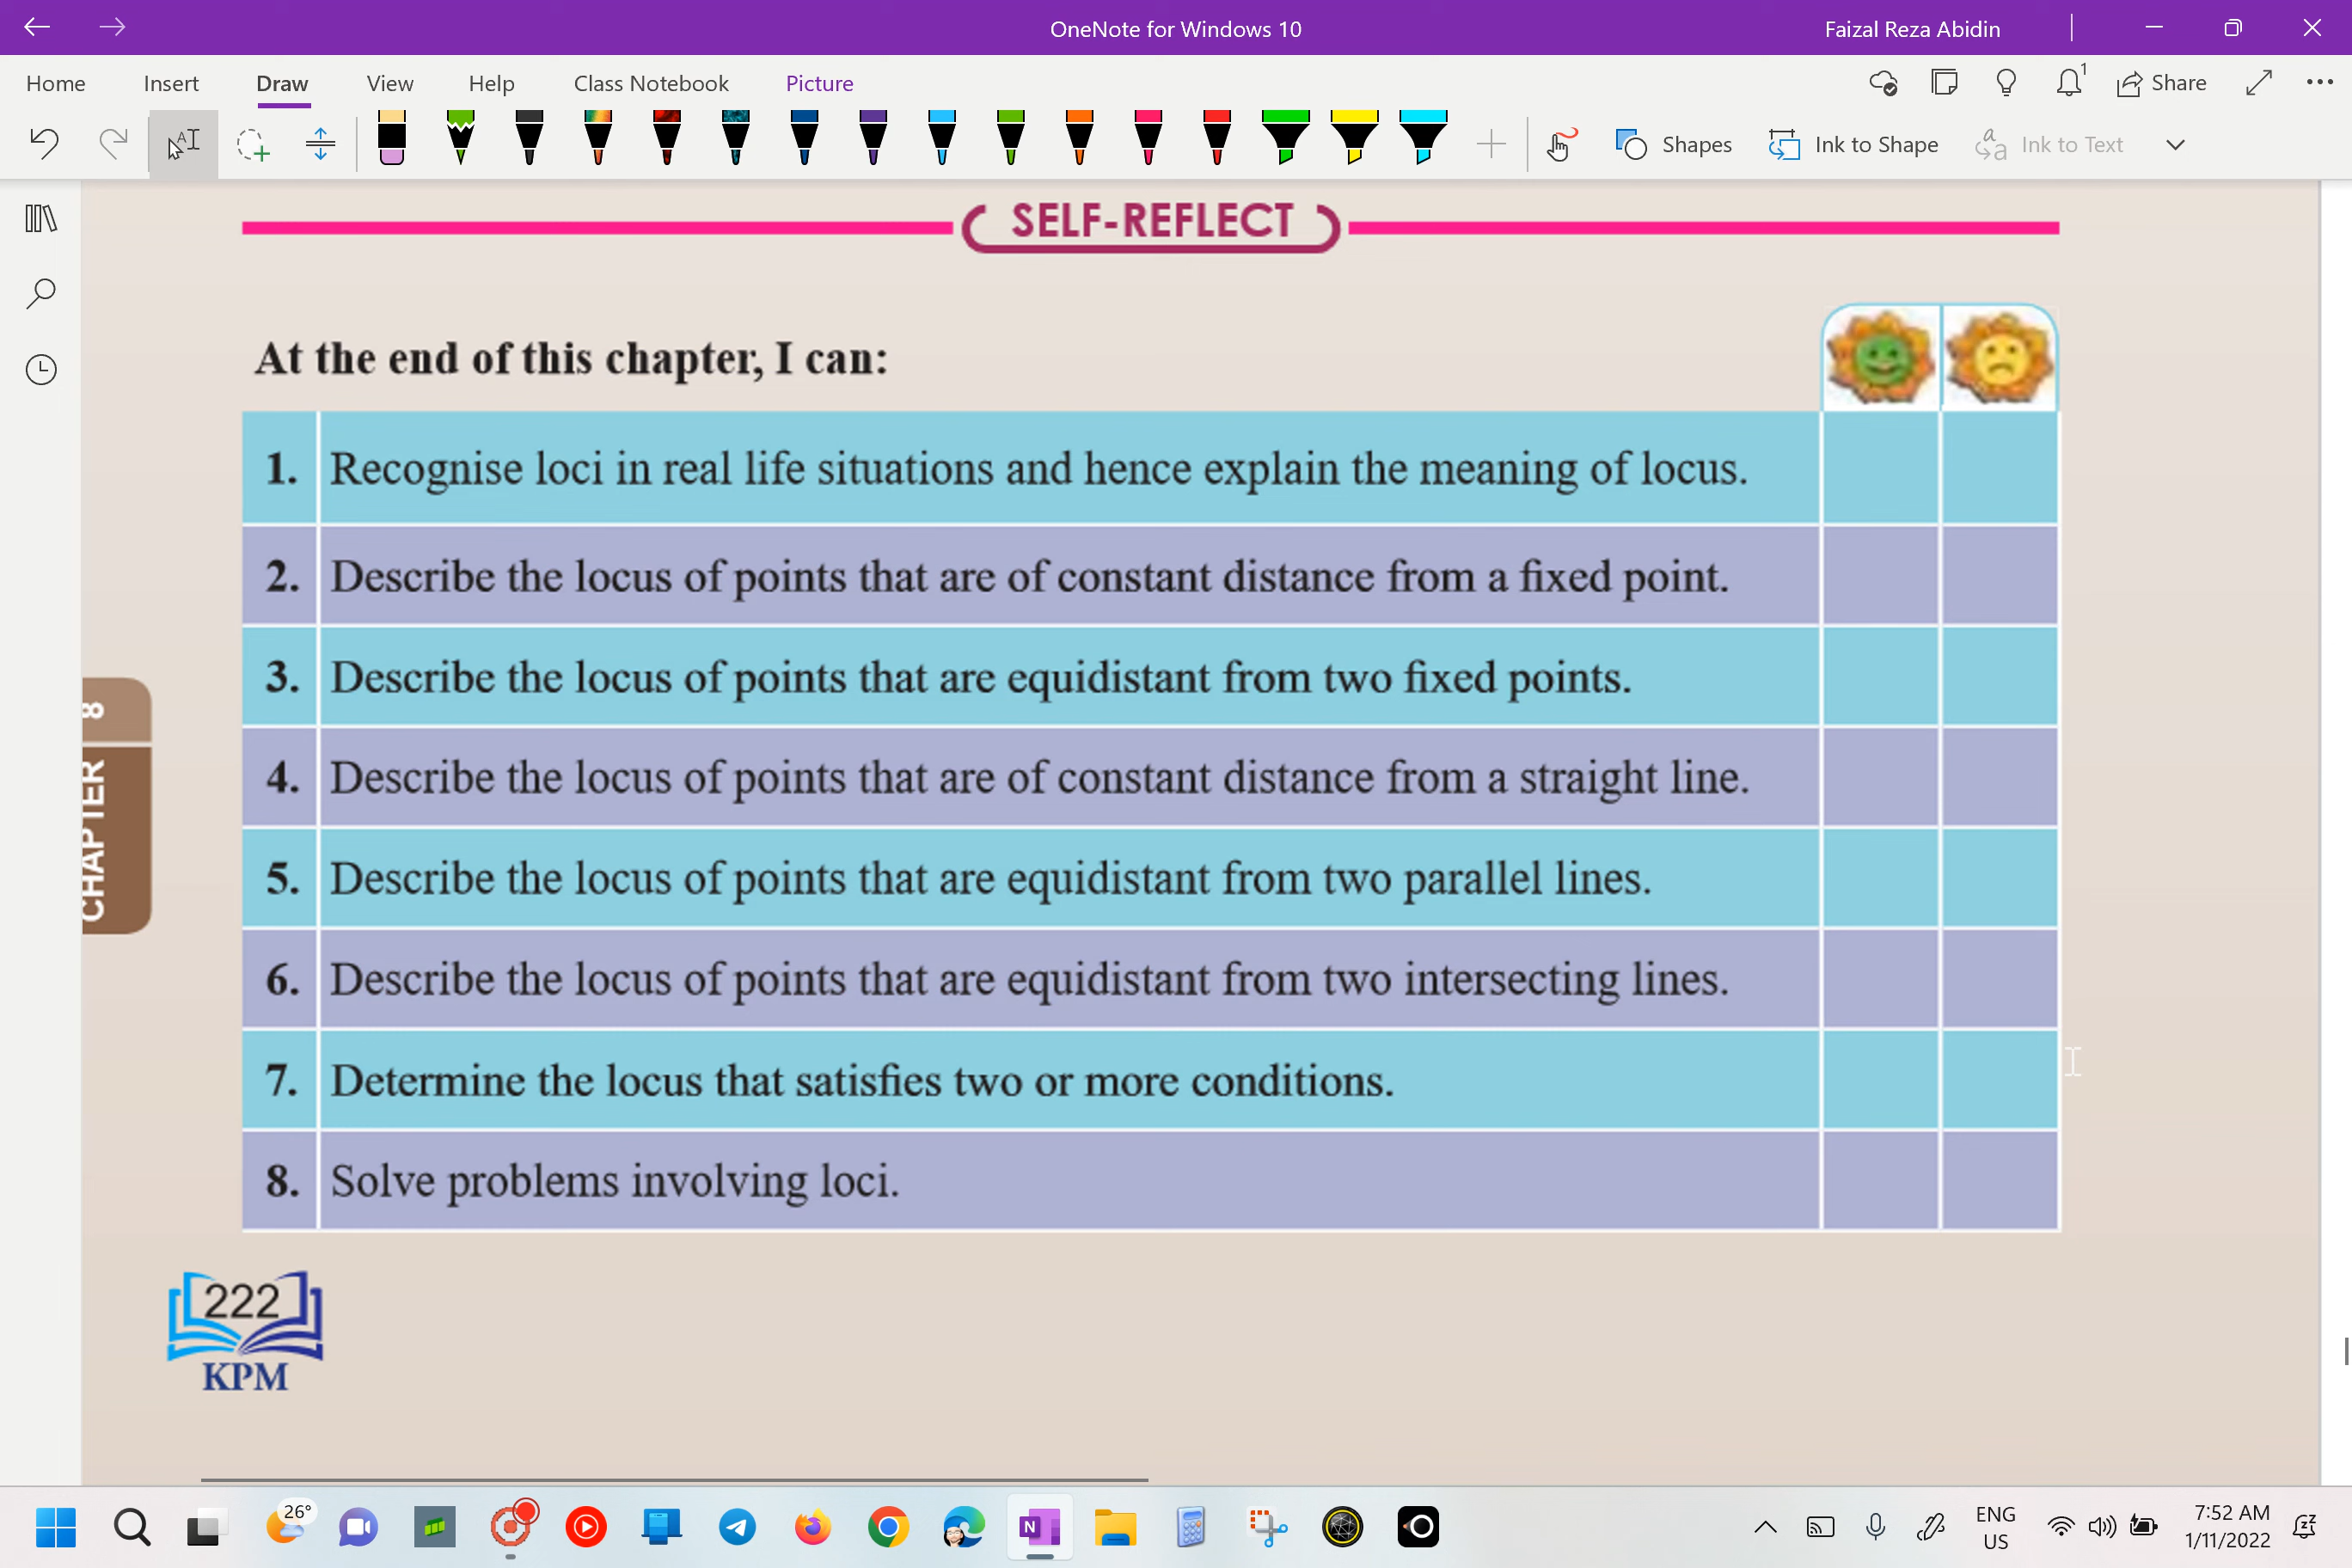 OneNote for Windows 10
Faizal Reza Abidin
Home Insert Draw View Help Class Notebook Picture
1
Share
Shapes
Ink to Shape
Ink to Text
SELF-REFLECT
At the end of this chapter, I can:
1. Recognise loci in real life situations and hence explain the meaning of locus.
2. Describe the locus of points that are of constant distance from a fixed point.
3. Describe the locus of points that are equidistant from two fixed points.
4. Describe the locus of points that are of constant distance from a straight line.
5. Describe the locus of points that are equidistant from two parallel lines.
6. Describe the locus of points that are equidistant from two intersecting lines.
7. Determine the locus that satisfies two or more conditions.
8. Solve problems involving loci.
CHAPTER 8
222
KPM
26°
N
ENG
US
7:52 AM
1/11/2022